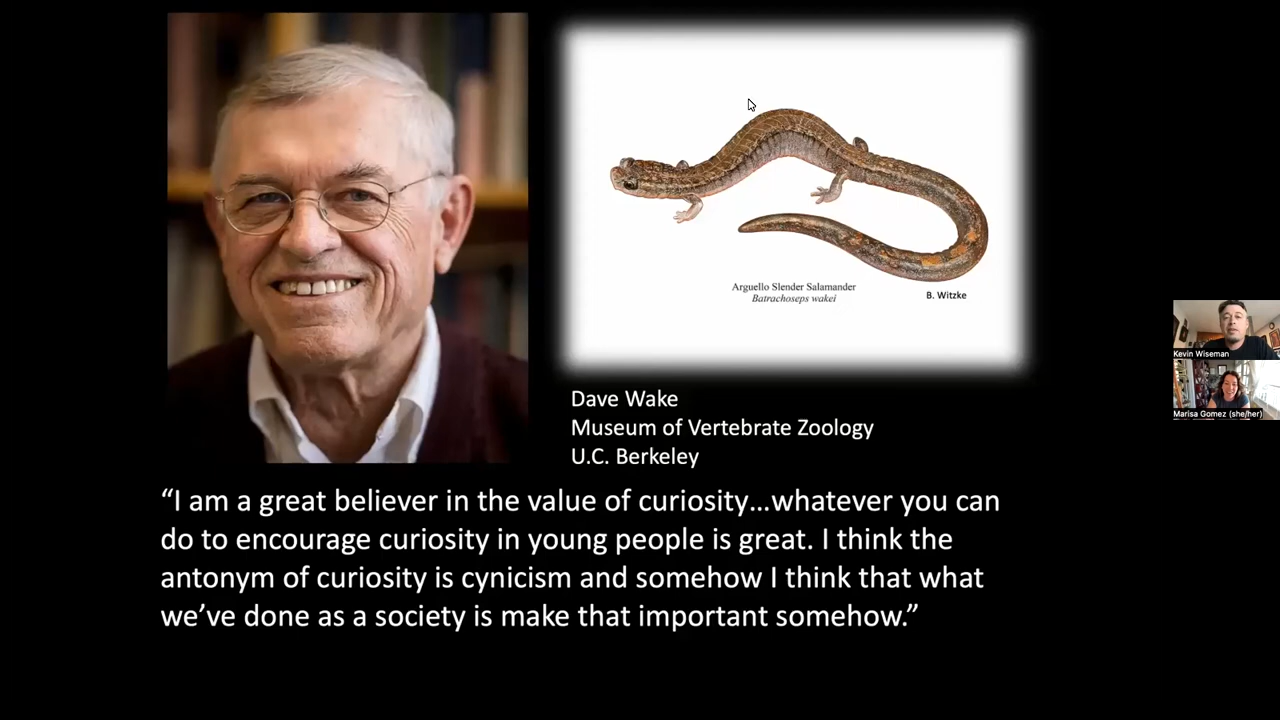 Arguello Slender Salamander
Batrachoseps wakei
B. Witzke
Dave Wake
Museum of Vertebrate Zoology
U.C. Berkeley
“I am a great believer in the value of curiosity...whatever you can
do to encourage curiosity in young people is great. I think the
antonym of curiosity is cynicism and somehow I think that what
we’ve done as a society is make that important somehow.”
Kevin Wiseman
Marisa Gomez (she/her)